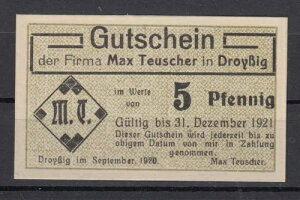 Gutschein
der Firma Max Teuscher in Droyßig
im Werte
von 5 Pfennig
M. T.
Gültig bis 31. Dezember 1921
Dieser Gutschein wird jederzeit bis zu
obigem Datum von mir in Zahlung
genommen.
Droyßig im September 1920. Max Teuscher.